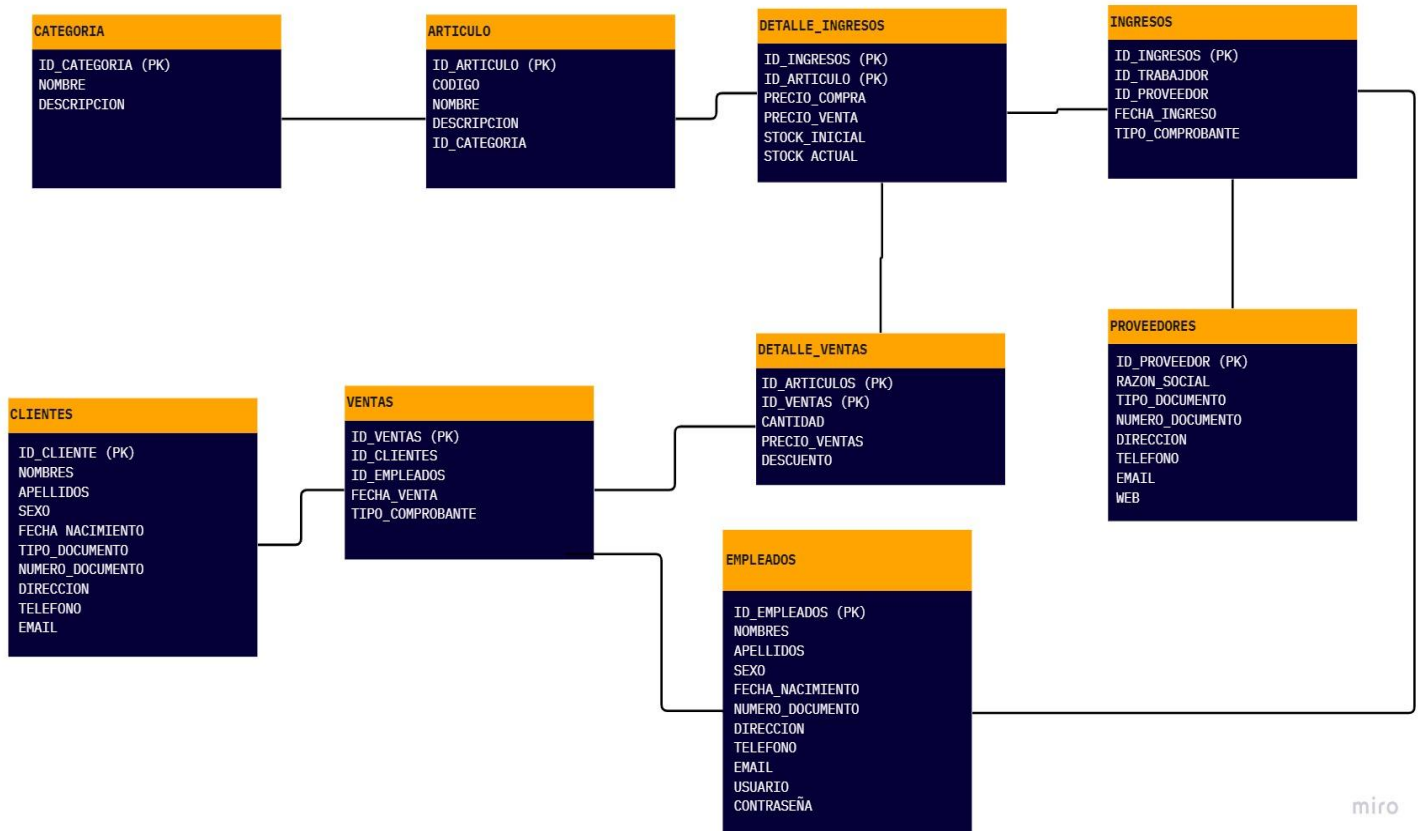 CATEGORIA
ID_CATEGORIA (PK)
NOMBRE
DESCRIPCION
ARTICULO
ID_ARTICULO (PK)
CODIGO
NOMBRE
DESCRIPCION
ID_CATEGORIA
DETALLE_INGRESOS
ID_INGRESOS (PK)
ID_ARTICULO (PK)
PRECIO_COMPRA
PRECIO_VENTA
STOCK_INICIAL
STOCK ACTUAL
INGRESOS
ID_INGRESOS (PK)
ID_TRABAJDOR
ID_PROVEEDOR
FECHA_INGRESO
TIPO_COMPROBANTE
CLIENTES
ID_CLIENTE (PK)
NOMBRES
APELLIDOS
SEXO
FECHA NACIMIENTO
TIPO_DOCUMENTO
NUMERO_DOCUMENTO
DIRECCION
TELEFONO
EMAIL
VENTAS
ID_VENTAS (PK)
ID_CLIENTES
ID_EMPLEADOS
FECHA_VENTA
TIPO_COMPROBANTE
DETALLE_VENTAS
ID_ARTICULOS (PK)
ID_VENTAS (PK)
CANTIDAD
PRECIO_VENTAS
DESCUENTO
PROVEEDORES
ID_PROVEEDOR (PK)
RAZON_SOCIAL
TIPO_DOCUMENTO
NUMERO_DOCUMENTO
DIRECCION
TELEFONO
EMAIL
WEB
EMPLEADOS
ID_EMPLEADOS (PK)
NOMBRES
APELLIDOS
SEXO
FECHA_NACIMIENTO
NUMERO_DOCUMENTO
DIRECCION
TELEFONO
EMAIL
USUARIO
CONTRASEÑA
miro